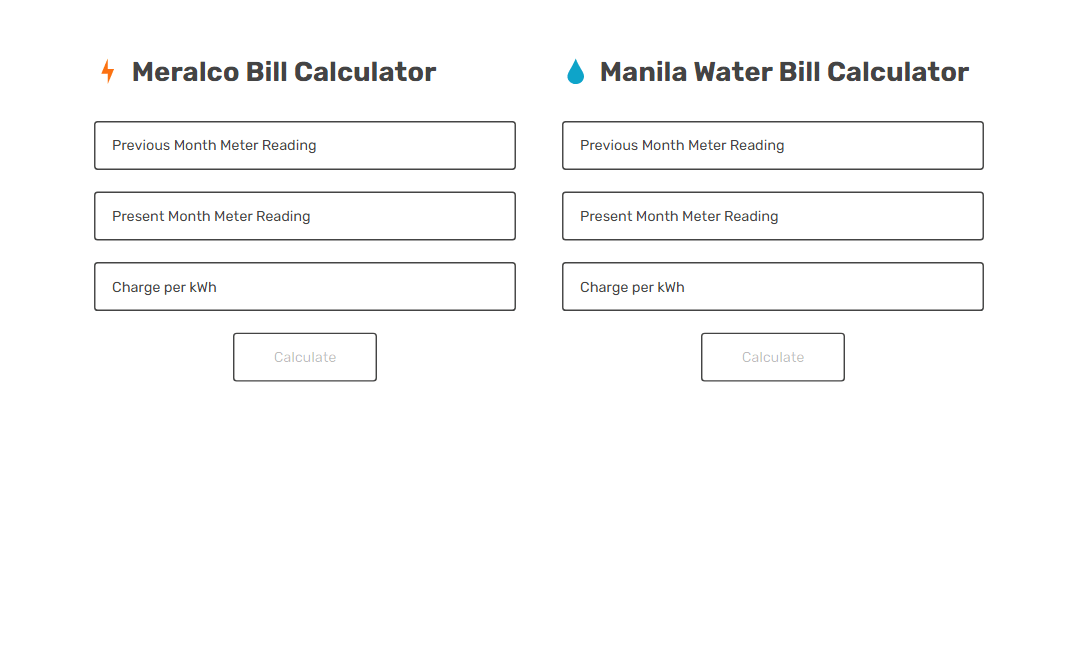 Meralco Bill Calculator
Previous Month Meter Reading
Present Month Meter Reading
Charge per kWh
Calculate
Manila Water Bill Calculator
Previous Month Meter Reading
Present Month Meter Reading
Charge per kWh
Calculate